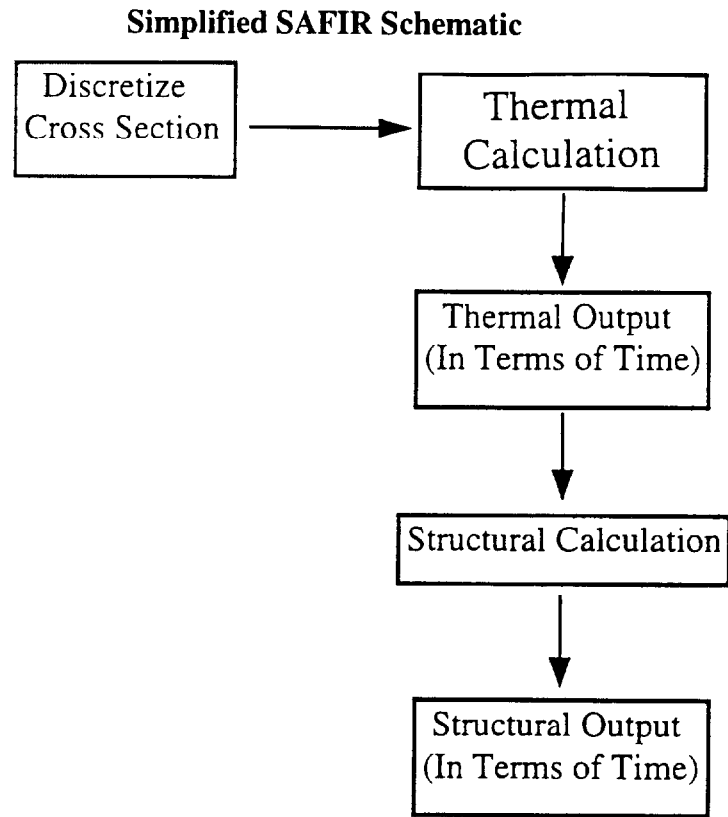 Simplified SAFIR Schematic
Discretize
Cross Section
Thermal
Calculation
Thermal Output
(In Terms of Time)
Structural Calculation
Structural Output
(In Terms of Time)